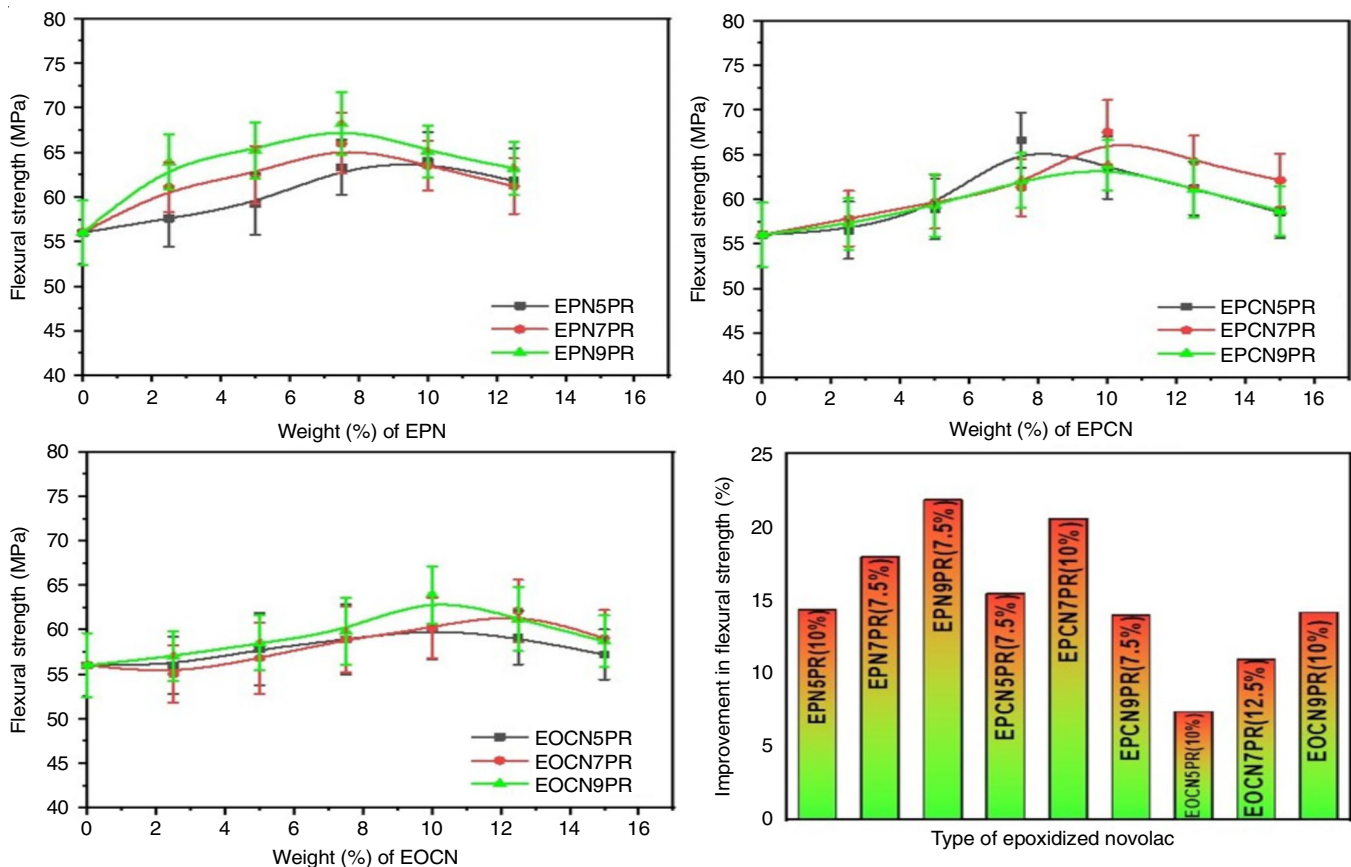 80
75
70
65
60
55
50
45
40
Flexural strength (MPa)
EPN5PR
EPN7PR
EPN9PR
0 2 4 6 8 10 12 14 16
Weight (%) of EPN
80
75
70
65
60
55
50
45
40
Flexural strength (MPa)
EPCN5PR
EPCN7PR
EPCN9PR
0 2 4 6 8 10 12 14 16
Weight (%) of EPCN
80
75
70
65
60
55
50
45
40
Flexural strength (MPa)
EOCN5PR
EOCN7PR
EOCN9PR
0 2 4 6 8 10 12 14 16
Weight (%) of EOCN
25
20
15
10
5
0
Improvement in flexural strength (%)
EPN5PR(10%)
EPN7PR(7.5%)
EPN9PR(7.5%)
EPCN5PR(7.5%)
EPCN7PR(10%)
EPCN9PR(7.5%)
EOCN5PR(10%)
EOCN7PR(12.5%)
EOCN9PR(10%)
Type of epoxidized novolac